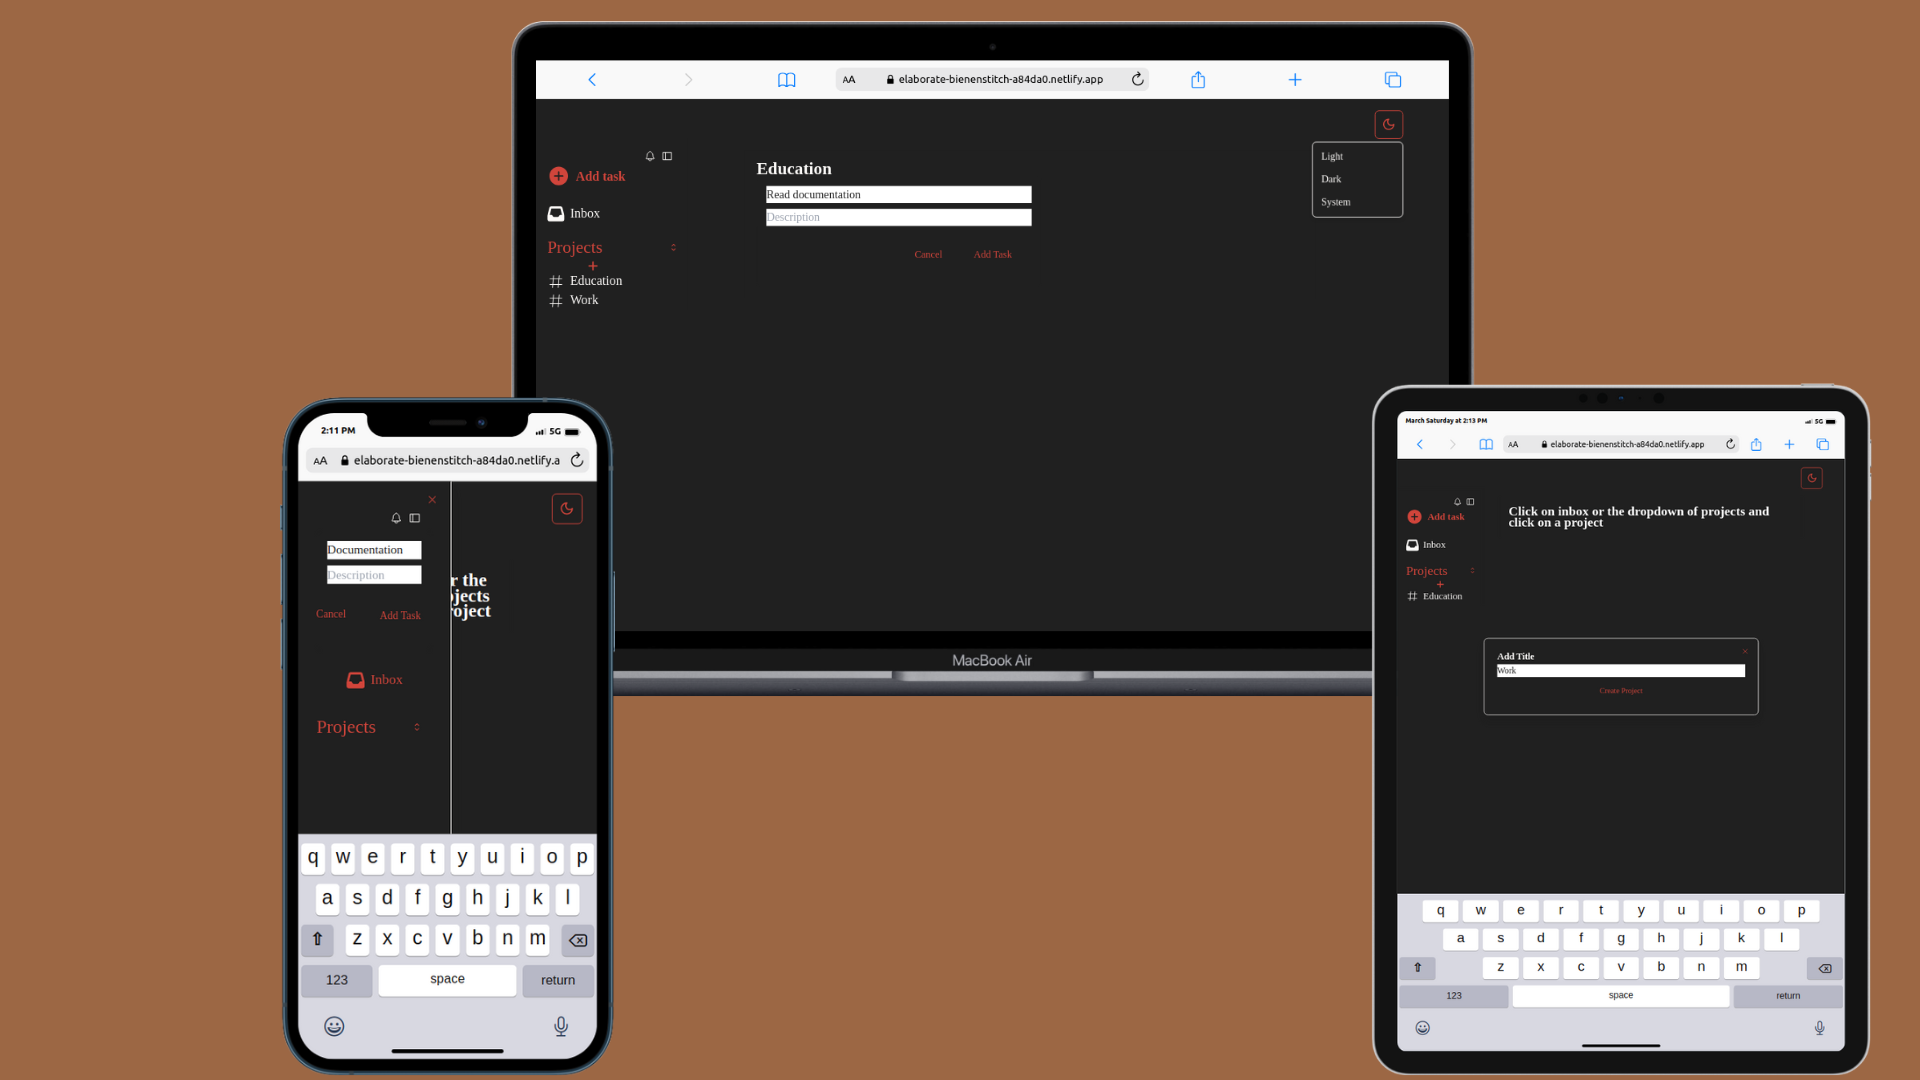 AA elaborate-bienenstitch-a84da0.netlify.app
Add task
Inbox
Projects
+
Education
Work
Education
Read documentation
Description
Cancel Add Task
Light
Dark
System
MacBook Air
2:11 PM 5G
AA elaborate-bienenstitch-a84da0.netlify.a
Documentation
Description
Cancel Add Task
Inbox
Projects
r the
ojects
roject
q w e r t y u i o p
a s d f g h j k l
z x c v b n m
123 space return
March Saturday at 2:13 PM 5G
AA elaborate-bienenstitch-a84da0.netlify.app
Add task
Inbox
Projects
+
Education
Click on inbox or the dropdown of projects and
click on a project
Add Title
Work
Create Project
q w e r t y u i o p
a s d f g h j k l
z x c v b n m
123 space return